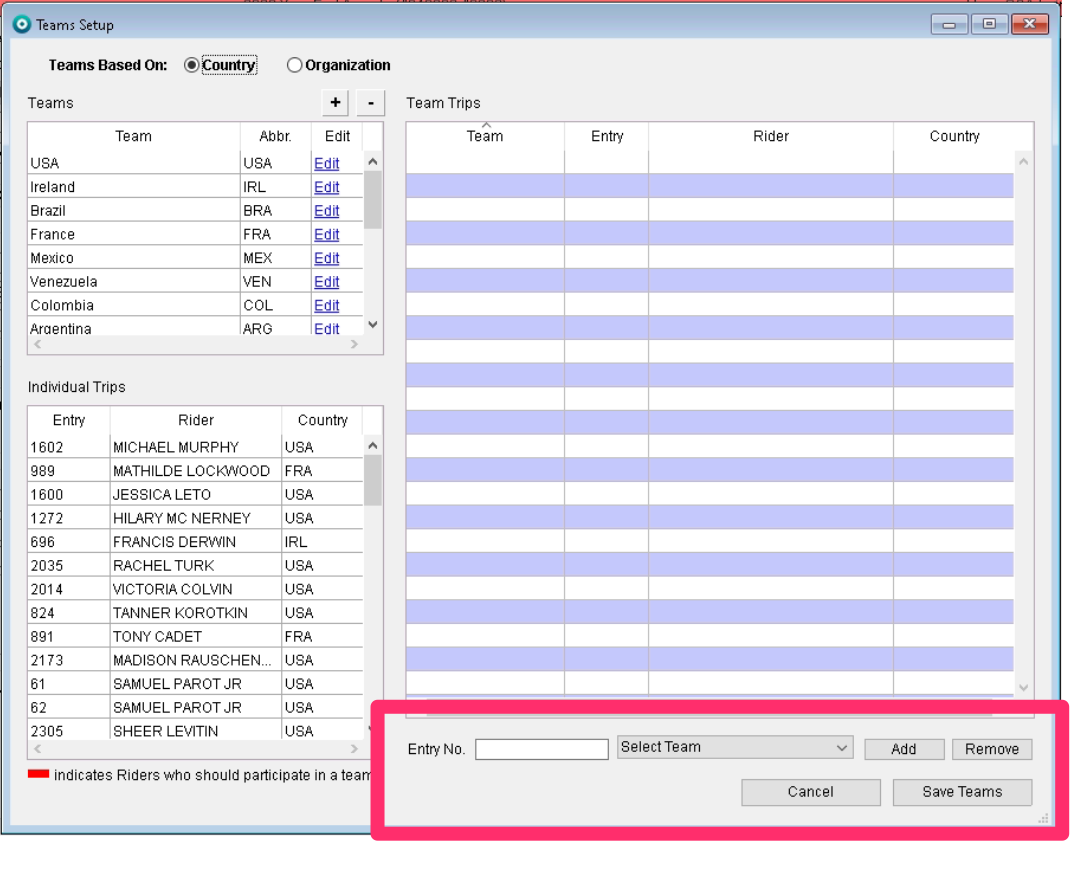 Teams Setup
Teams Based On: Country Organization
Teams + -
Team Abbr. Edit
USA USA Edit
Ireland IRL Edit
Brazil BRA Edit
France FRA Edit
Mexico MEX Edit
Venezuela VEN Edit
Colombia COL Edit
Argentina ARG Edit
Individual Trips
Entry Rider Country
1602 MICHAEL MURPHY USA
989 MATHILDE LOCKWOOD FRA
1600 JESSICA LETO USA
1272 HILARY MC NERNEY USA
696 FRANCIS DERWIN IRL
2035 RACHEL TURK USA
2014 VICTORIA COLVIN USA
824 TANNER KOROTKIN USA
891 TONY CADET FRA
2173 MADISON RAUSCHEN... USA
61 SAMUEL PAROT JR USA
62 SAMUEL PAROT JR USA
2305 SHEER LEVITIN USA
indicates Riders who should participate in a team
Team Trips
Team Entry Rider Country
Entry No. Select Team Add Remove
Cancel Save Teams